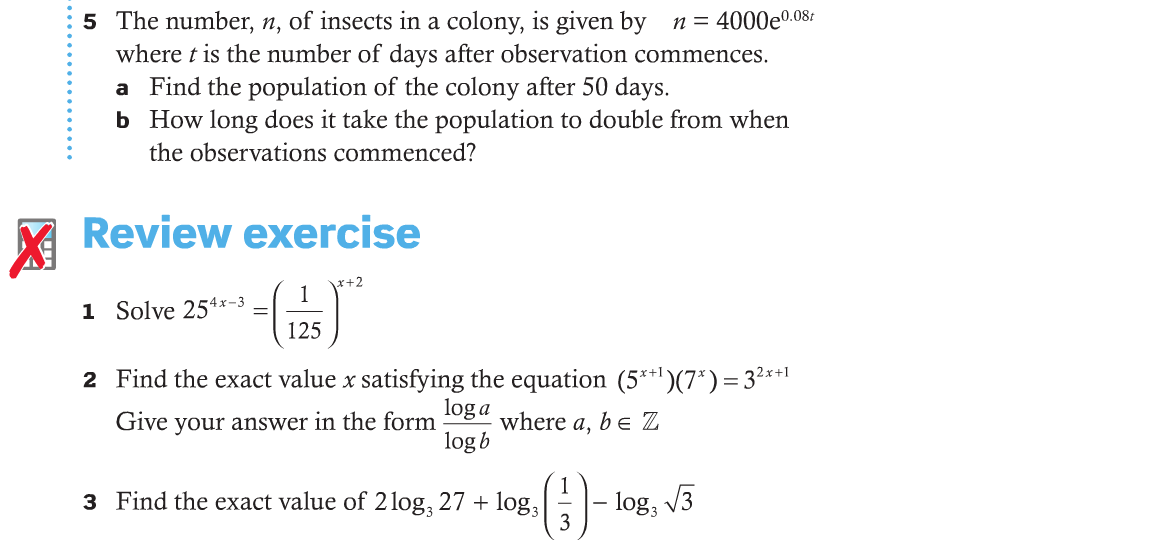 5 The number, n, of insects in a colony, is given by n = 4000e^{0.08t}
where t is the number of days after observation commences.
a Find the population of the colony after 50 days.
b How long does it take the population to double from when
the observations commenced?
Review exercise
1 Solve 25^{4x−3} = (1/125)^{x+2}
2 Find the exact value x satisfying the equation (5^{x+1})(7^x) = 3^{2x+1}
Give your answer in the form log a/log b where a, b ∈ ℤ
3 Find the exact value of 2 log₃ 27 + log₃ (1/3) − log₃ √3